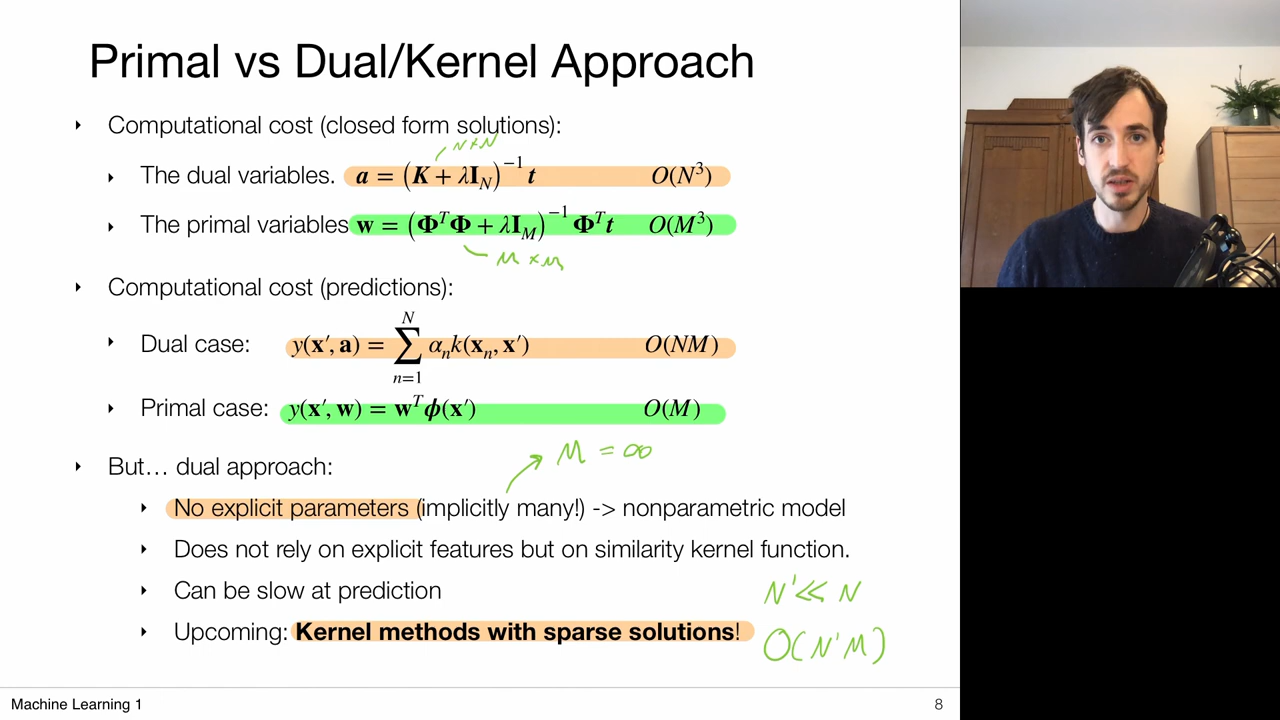 Primal vs Dual/Kernel Approach
‣ Computational cost (closed form solutions):
N×N
‣ The dual variables. a = (K + λI_N)^{-1} t O(N^3)
‣ The primal variables w = (Φ^T Φ + λI_M)^{-1} Φ^T t O(M^3)
M×M
‣ Computational cost (predictions):
‣ Dual case: y(x′, a) = ∑_{n=1}^{N} α_n k(x_n, x′) O(NM)
‣ Primal case: y(x′, w) = w^T ϕ(x′) O(M)
M = ∞
‣ But… dual approach:
‣ No explicit parameters (implicitly many!) -> nonparametric model
‣ Does not rely on explicit features but on similarity kernel function.
‣ Can be slow at prediction
N' ≪ N
‣ Upcoming: Kernel methods with sparse solutions!
O(N'M)
Machine Learning 1 8